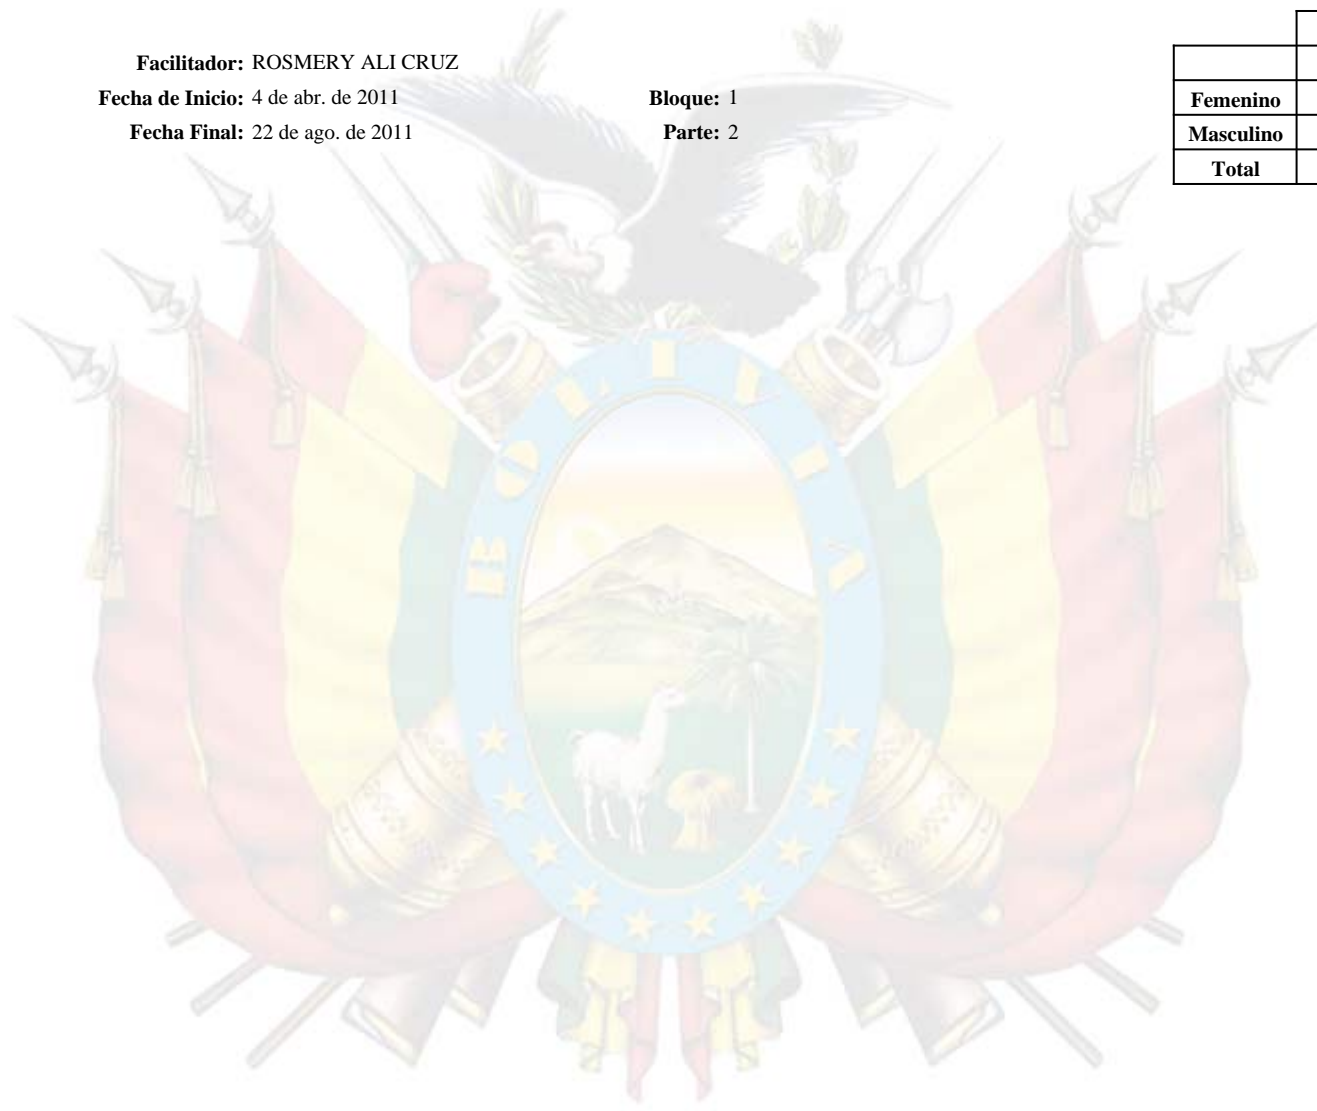 Facilitador: ROSMERY ALI CRUZ
Fecha de Inicio: 4 de abr. de 2011 Bloque: 1
Fecha Final: 22 de ago. de 2011 Parte: 2
Femenino
Masculino
Total
BOLIVIA